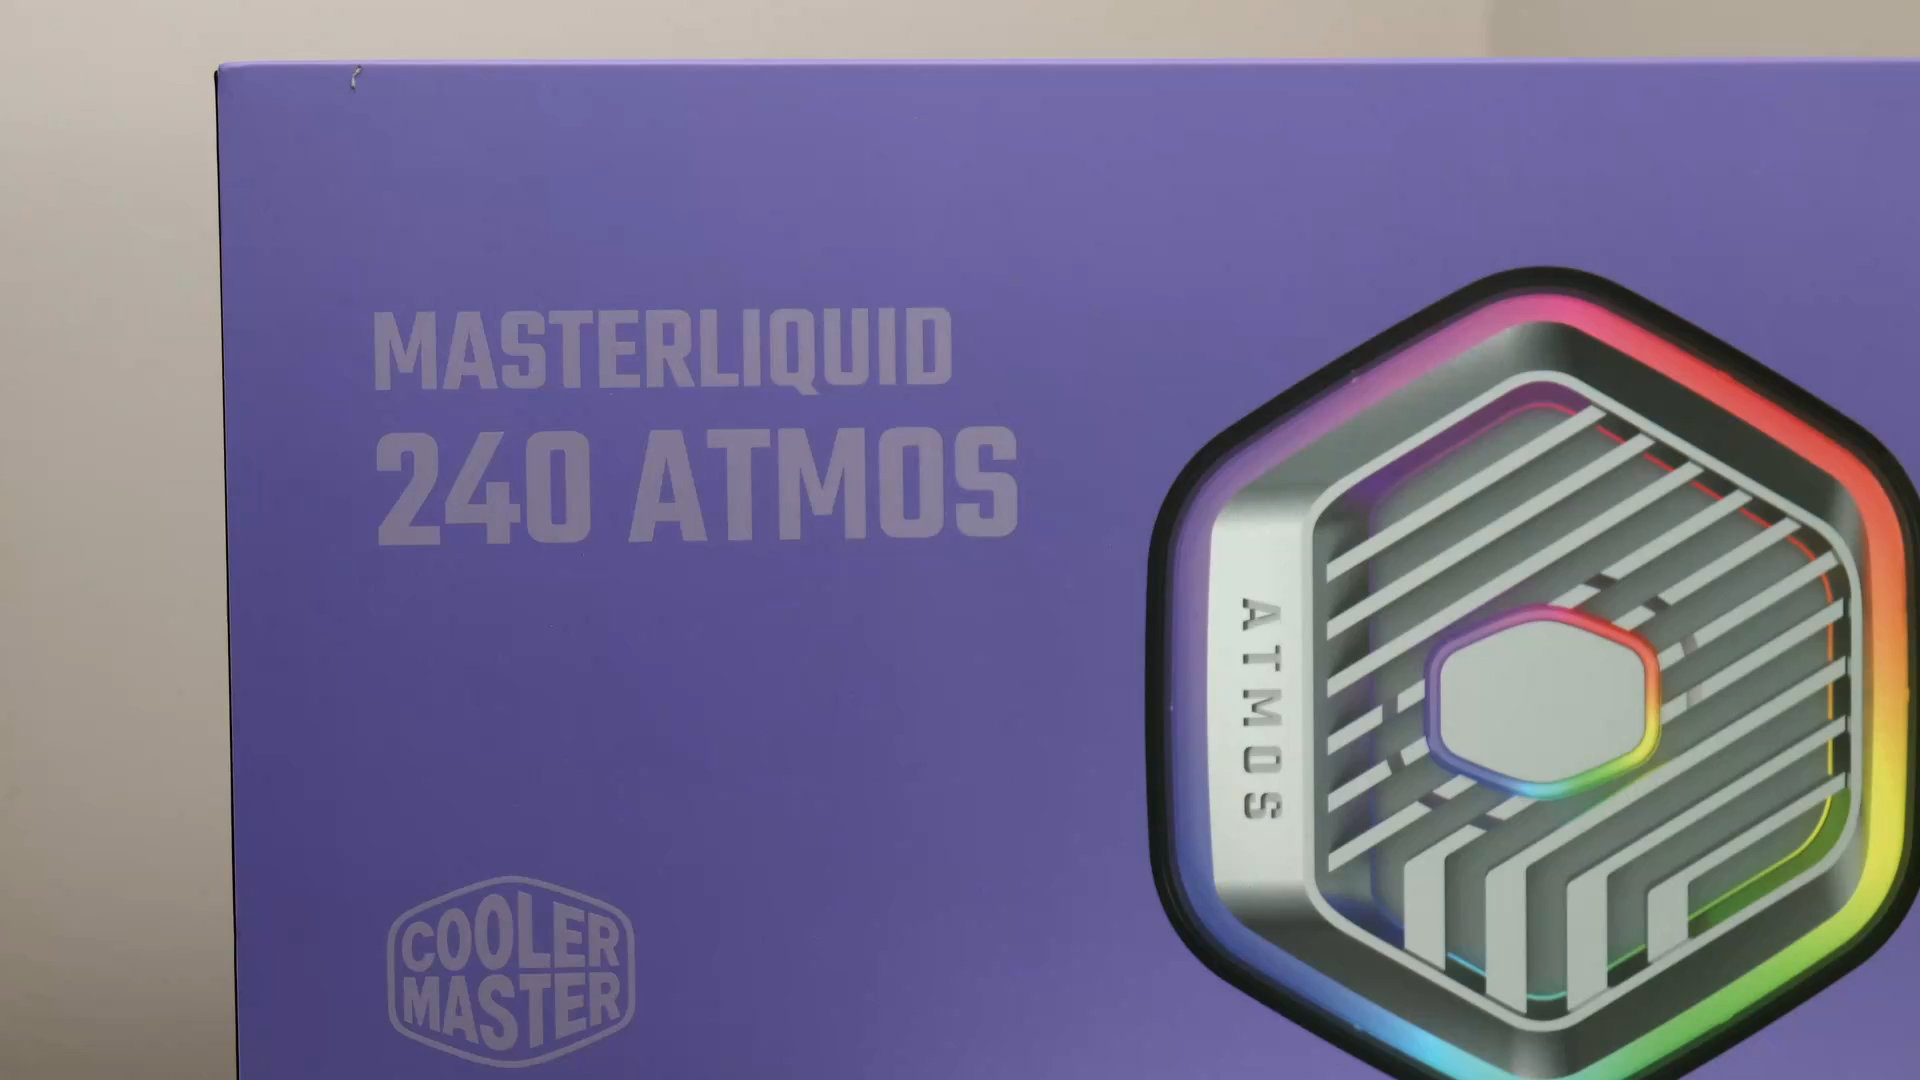 MASTERLIQUID
240 ATMOS
ATMOS
COOLER
MASTER